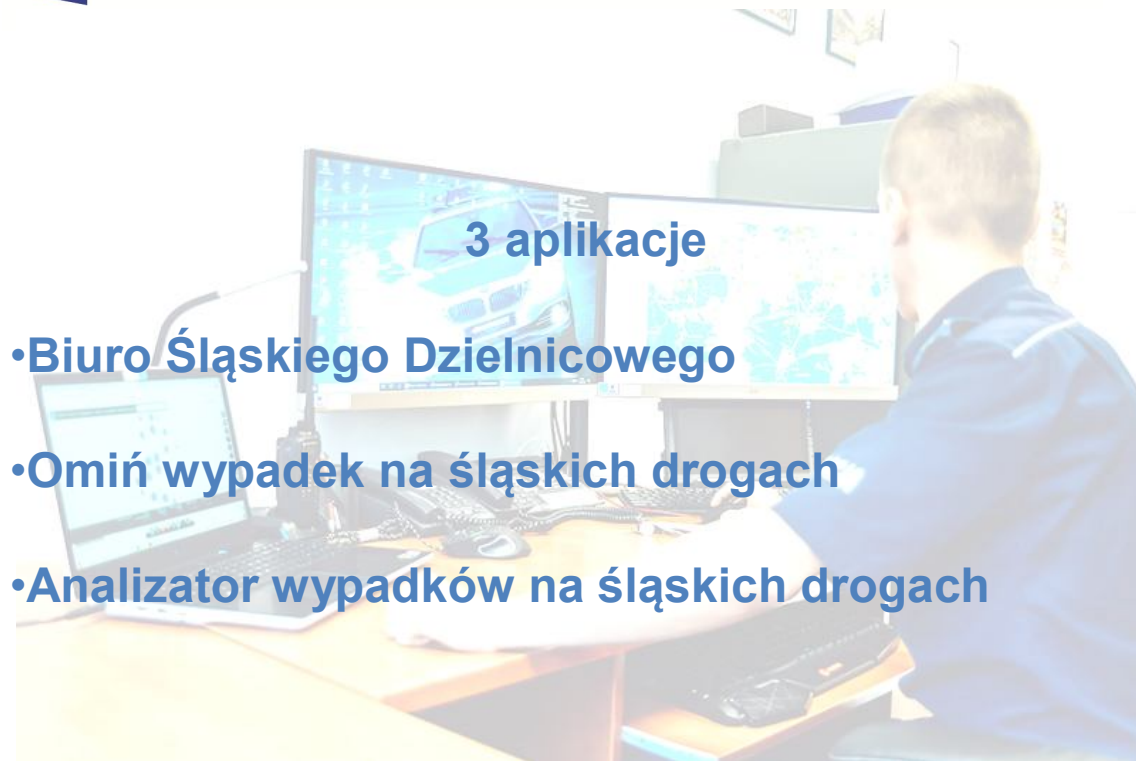 3 aplikacje
•Biuro Śląskiego Dzielnicowego
•Omiń wypadek na śląskich drogach
•Analizator wypadków na śląskich drogach